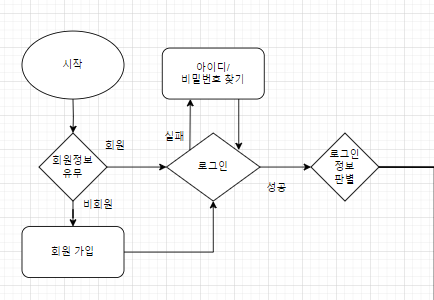 시작
아이디/
비밀번호 찾기
실패
회원
회원정보
유무
로그인
로그인
정보
판별
성공
비회원
회원 가입